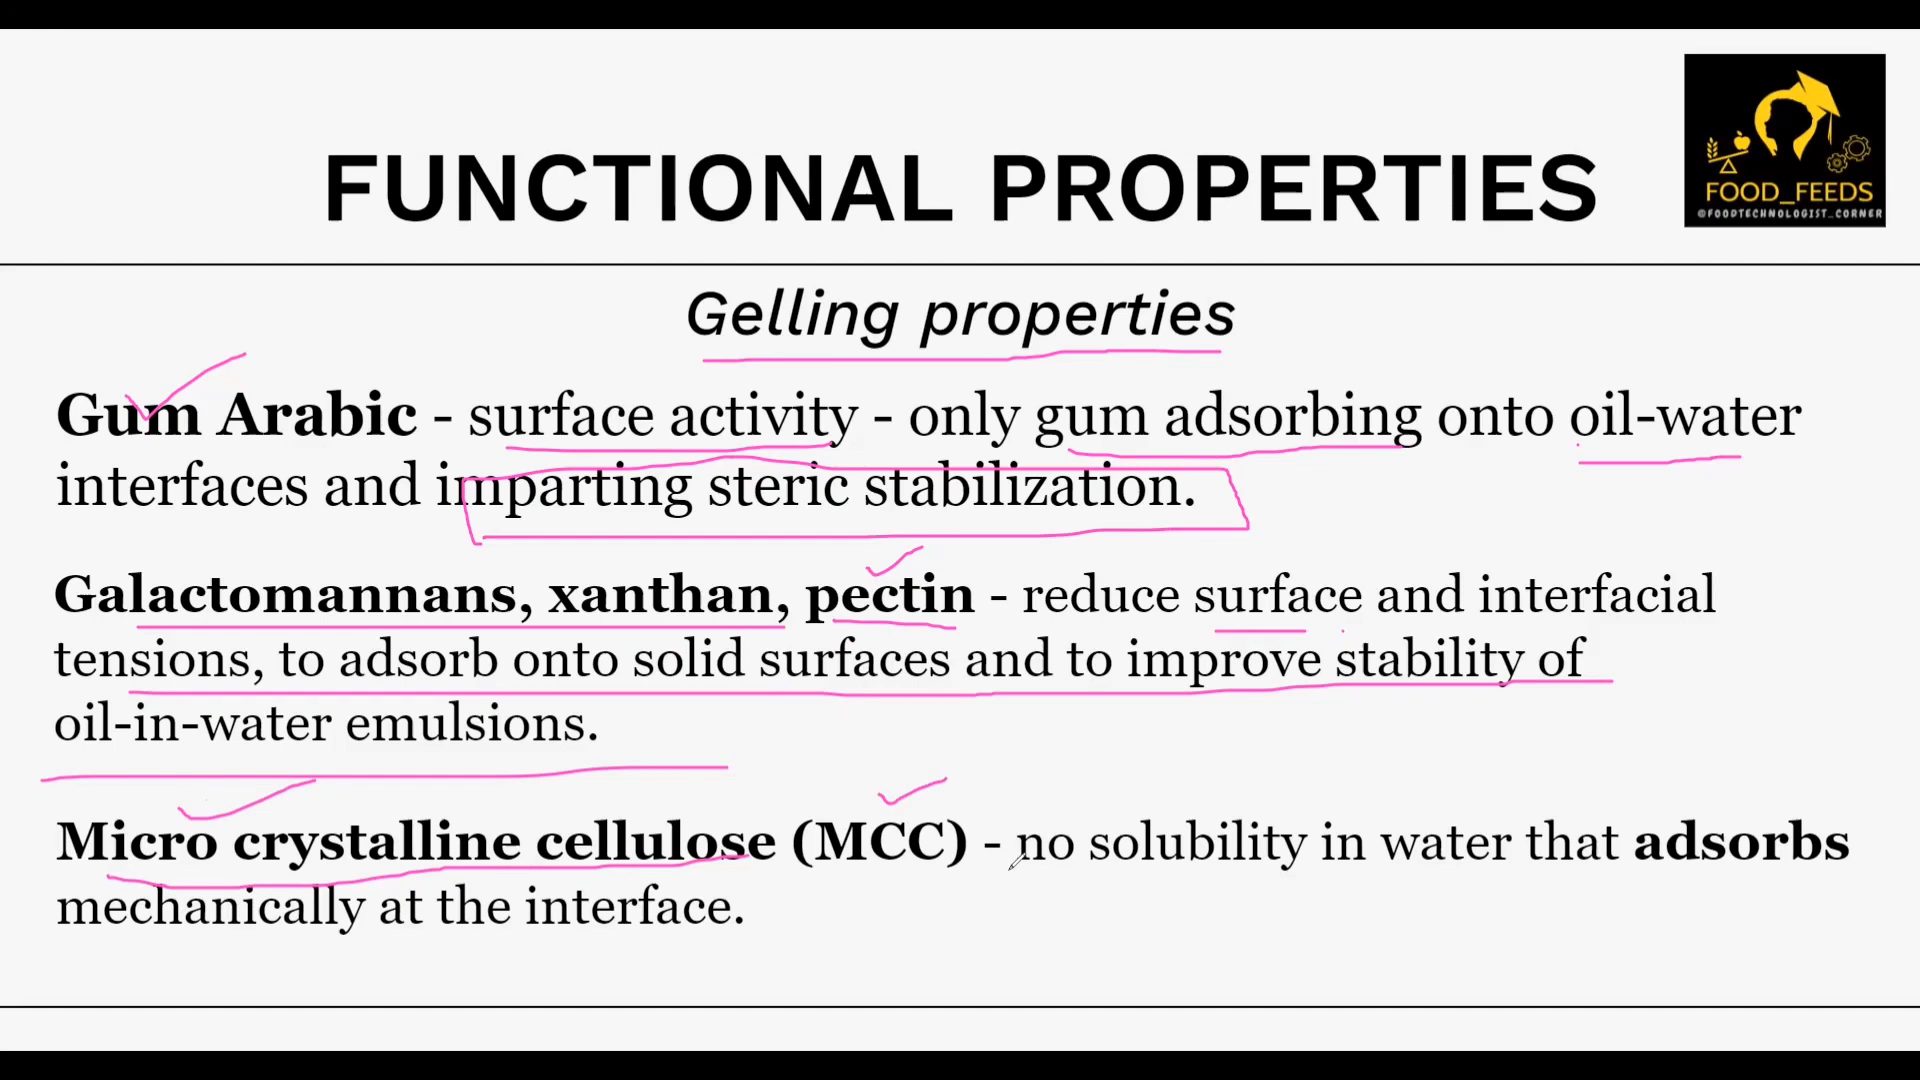 FUNCTIONAL PROPERTIES
FOOD_FEEDS
@FOODTECHNOLOGIST_CORNER
Gelling properties
Gum Arabic - surface activity - only gum adsorbing onto oil-water
interfaces and imparting steric stabilization.
Galactomannans, xanthan, pectin - reduce surface and interfacial
tensions, to adsorb onto solid surfaces and to improve stability of
oil-in-water emulsions.
Micro crystalline cellulose (MCC) - no solubility in water that adsorbs
mechanically at the interface.